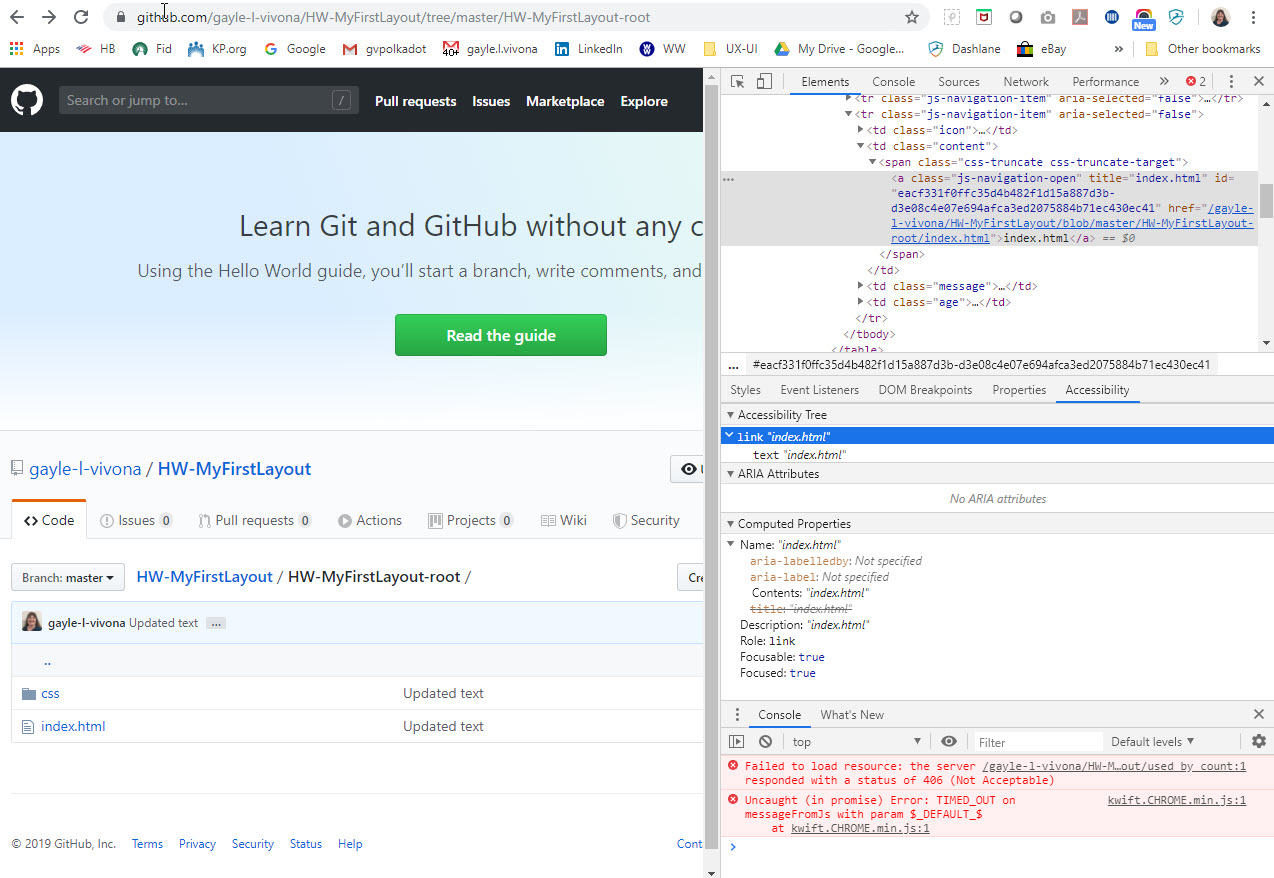 github.com/gayle-l-vivona/HW-MyFirstLayout/tree/master/HW-MyFirstLayout-root
New
Apps HB Fid KP.org Google gvpolkadot 40+ gayle.l.vivona LinkedIn WW UX-UI My Drive - Google... Dashlane eBay » Other bookmarks
Search or jump to... /
Pull requests Issues Marketplace Explore
Learn Git and GitHub without any c
Using the Hello World guide, you’ll start a branch, write comments, and
Read the guide
gayle-l-vivona / HW-MyFirstLayout
<> Code Issues 0 Pull requests 0 Actions Projects 0 Wiki Security
Branch: master HW-MyFirstLayout / HW-MyFirstLayout-root / Cre
gayle-l-vivona Updated text ...
..
css Updated text
index.html Updated text
© 2019 GitHub, Inc. Terms Privacy Security Status Help Cont
Elements Console Sources Network Performance » 2
<tr class="js-navigation-item" aria-selected="false">…</tr>
<tr class="js-navigation-item" aria-selected="false">
<td class="icon">…</td>
<td class="content">
<span class="css-truncate css-truncate-target">
... <a class="js-navigation-open" title="index.html" id=
"eacf331f0ffc35d4b482f1d15a887d3b-
d3e08c4e07e694afca3ed2075884b71ec430ec41" href="/gayle-
l-vivona/HW-MyFirstLayout/blob/master/HW-MyFirstLayout-
root/index.html">index.html</a> == $0
</span>
</td>
<td class="message">…</td>
<td class="age">…</td>
</tr>
</tbody>
</table>
... #eacf331f0ffc35d4b482f1d15a887d3b-d3e08c4e07e694afca3ed2075884b71ec430ec41
Styles Event Listeners DOM Breakpoints Properties Accessibility
Accessibility Tree
link "index.html"
text "index.html"
ARIA Attributes
No ARIA attributes
Computed Properties
Name: "index.html"
aria-labelledby: Not specified
aria-label: Not specified
Contents: "index.html"
title: "index.html"
Description: "index.html"
Role: link
Focusable: true
Focused: true
Console What's New
top Filter Default levels
Failed to load resource: the server /gayle-l-vivona/HW-M…out/used_by_count:1
responded with a status of 406 (Not Acceptable)
Uncaught (in promise) Error: TIMED_OUT on kwift.CHROME.min.js:1
messageFromJs with param $_DEFAULT_$
at kwift.CHROME.min.js:1